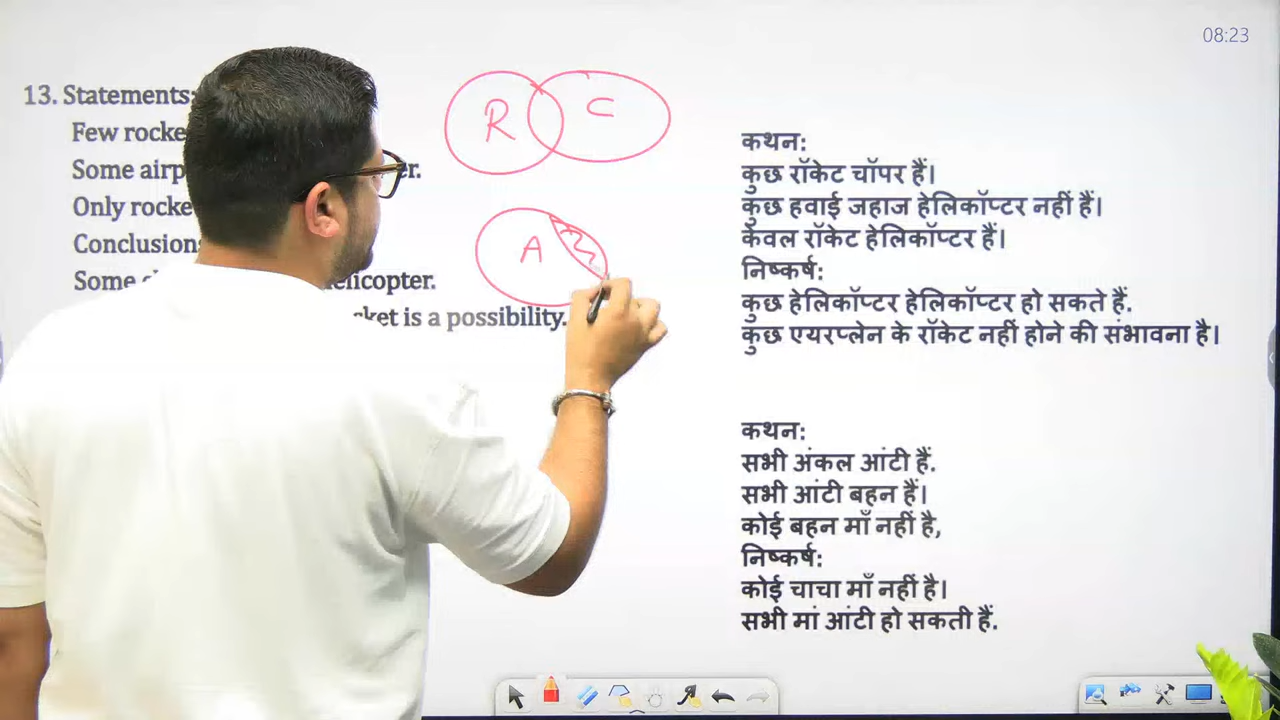 08:23
13. Statements:
Few rocke
Some airp er.
Only rocke
Conclusion
Some elicopter.
ket is a possibility.
R
C
A
कथन:
कुछ रॉकेट चॉपर हैं।
कुछ हवाई जहाज हेलिकॉप्टर नहीं हैं।
केवल रॉकेट हेलिकॉप्टर हैं।
निष्कर्ष:
कुछ हेलिकॉप्टर हेलिकॉप्टर हो सकते हैं.
कुछ एयरप्लेन के रॉकेट नहीं होने की संभावना है।
कथन:
सभी अंकल आंटी हैं.
सभी आंटी बहन हैं।
कोई बहन माँ नहीं है,
निष्कर्ष:
कोई चाचा माँ नहीं है।
सभी मां आंटी हो सकती हैं.